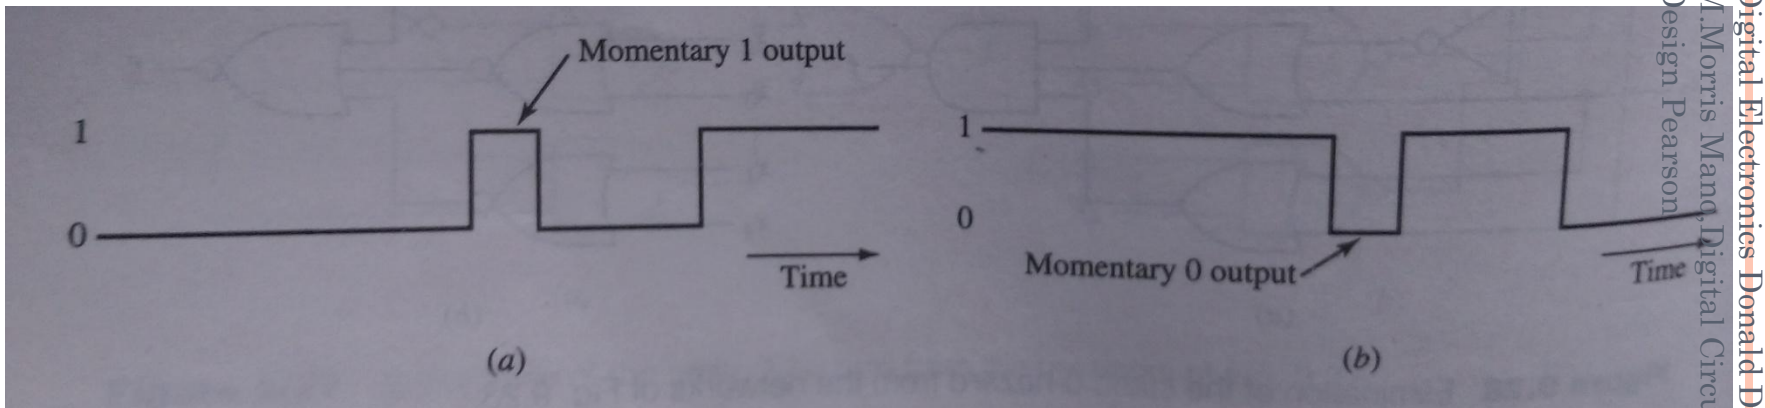 Momentary 1 output
1
0
Time
(a)
1
0
Momentary 0 output
Time
(b)
Digital Electronics Donald D
M.Morris Mano,Digital Circu
Design Pearson